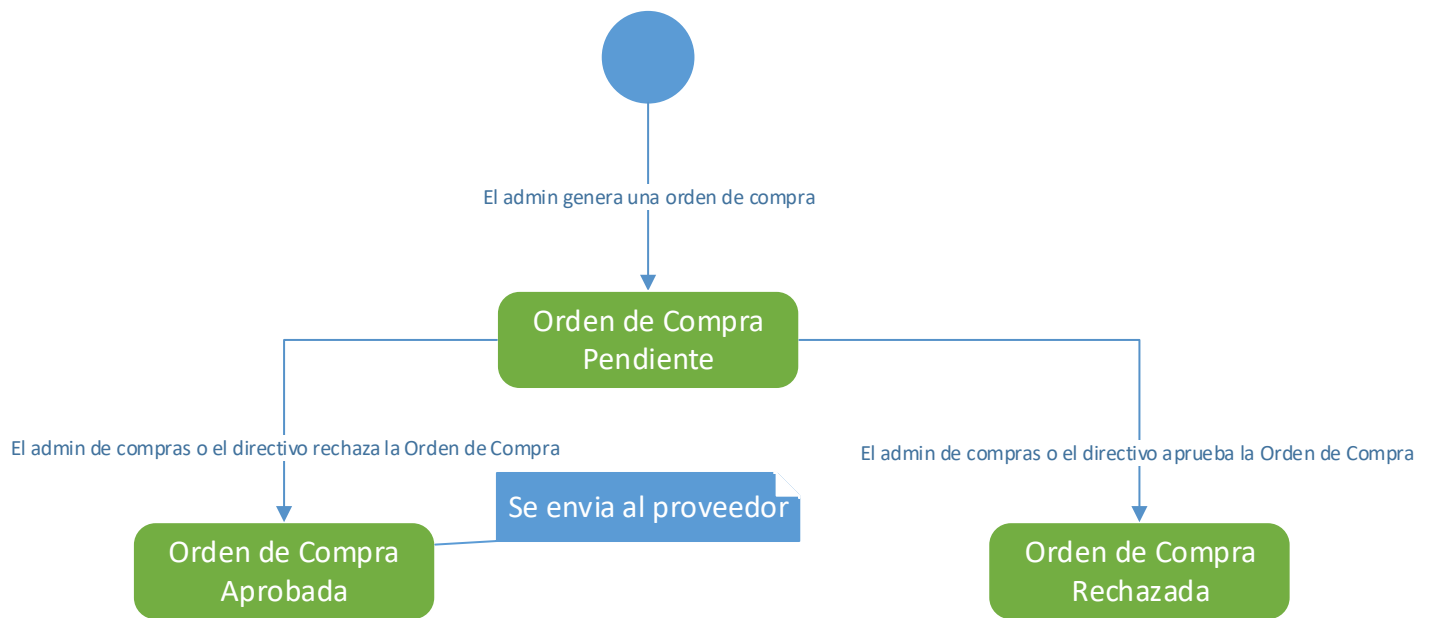 El admin genera una orden de compra
Orden de Compra
Pendiente
El admin de compras o el directivo rechaza la Orden de Compra
El admin de compras o el directivo aprueba la Orden de Compra
Se envia al proveedor
Orden de Compra
Aprobada
Orden de Compra
Rechazada